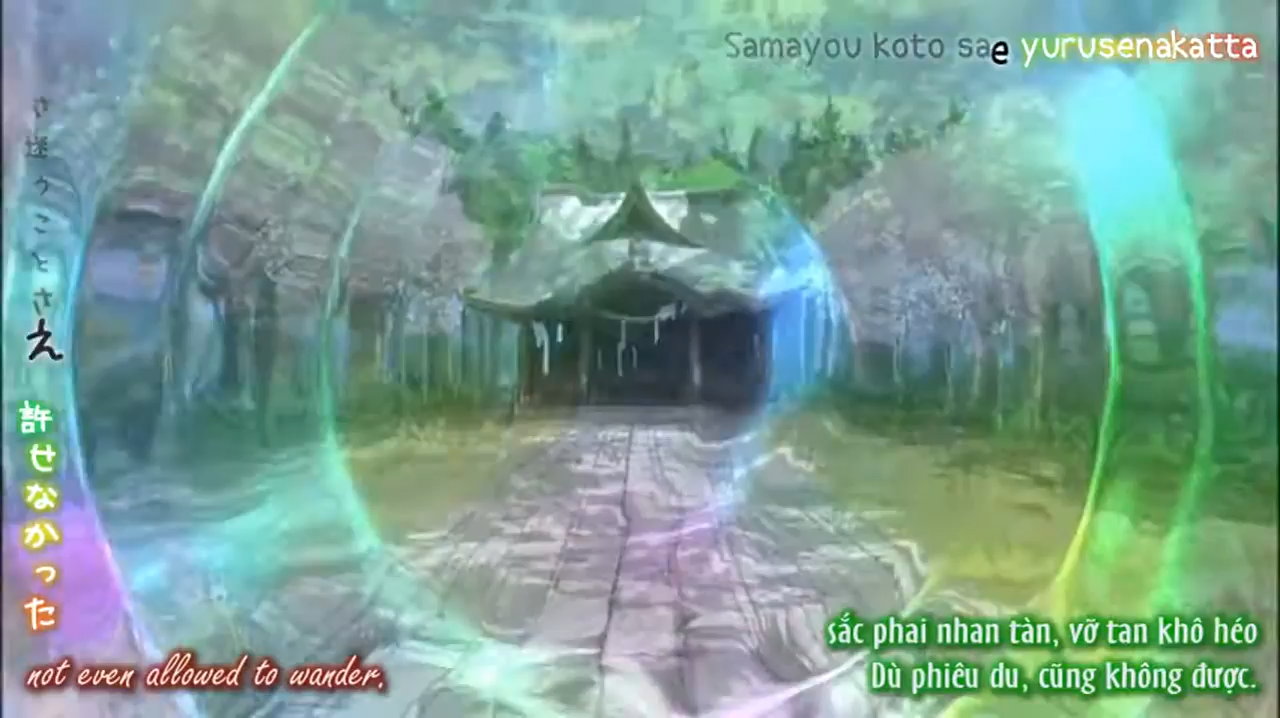 Samayou koto sae yurusenakatta
さ迷うことさえ 許せなかった
not even allowed to wander.
sắc phai nhan tàn, vỡ tan khô héo
Dù phiêu du, cũng không được.